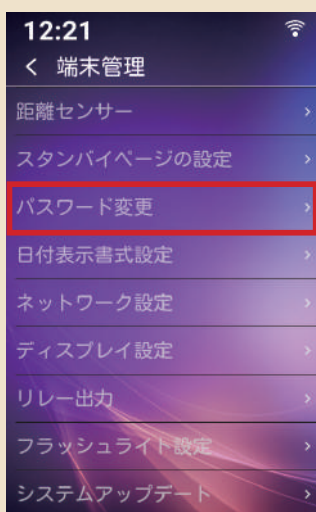 12:21
< 端末管理
距離センサー >
スタンバイページの設定 >
パスワード変更 >
日付表示書式設定 >
ネットワーク設定 >
ディスプレイ設定 >
リレー出力 >
フラッシュライト設定 >
システムアップデート >